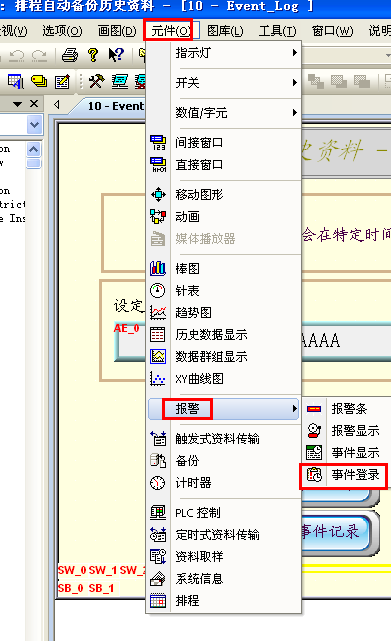 : 排程自动备份历史资料 - [10 - Event_Log ]
视(V) 选项(O) 画图(D) 元件(O) 图库(L) 工具(T) 窗口(W) 说明
10 - Event
指示灯
开关
数值/字元
间接窗口
直接窗口
移动图形
动画
媒体播放器
棒图
针表
趋势图
历史数据显示
数据群组显示
XY曲线图
报警
报警条
报警显示
事件显示
事件登录
触发式资料传输
备份
计时器
PLC 控制
定时式资料传输
资料取样
系统信息
排程
史资料 -
会在特定时间
设定
AE_0
AAAA
事件记录
SW_0 SW_1 SW_2
SB_0 SB_1